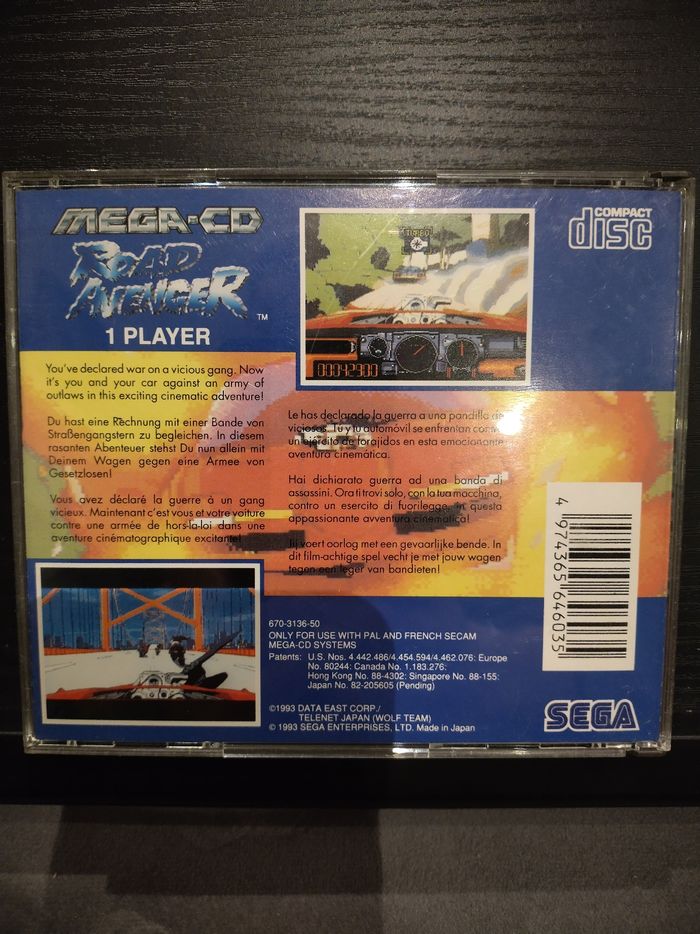 MEGA-CD
ROAD
AVENGER™
1 PLAYER
COMPACT
disc
TURBO
00042900
You've declared war on a vicious gang. Now
it's you and your car against an army of
outlaws in this exciting cinematic adventure!
Du hast eine Rechnung mit einer Bande von
Straßengangstern zu begleichen. In diesem
rasanten Abenteuer stehst Du nun allein mit
Deinem Wagen gegen eine Armee von
Gesetzlosen!
Vous avez déclaré la guerre à un gang
vicieux. Maintenant c'est vous et votre voiture
contre une armée de hors-la-loi dans une
aventure cinématographique excitante!
Le has declarado la guerra a una pandilla de
viciosos. Tu y tu automóvil se enfrentan contra
un ejército de forajidos en esta emocionante
aventura cinemática.
Hai dichiarato guerra ad una banda di
assassini. Ora ti trovi solo, con la tua macchina,
contro un esercito di fuorilegge, in questa
appassionante avventura cinematica!
Jij voert oorlog met een gevaarlijke bende. In
dit film-achtige spel vecht je met jouw wagen
tegen een leger van bandieten!
4 974365 646035
670-3136-50
ONLY FOR USE WITH PAL AND FRENCH SECAM
MEGA-CD SYSTEMS
Patents: U.S. Nos. 4.442.486/4.454.594/4.462.076: Europe
No. 80244: Canada No. 1.183.276:
Hong Kong No. 88-4302: Singapore No. 88-155:
Japan No. 82-205605 (Pending)
©1993 DATA EAST CORP./
TELENET JAPAN (WOLF TEAM)
© 1993 SEGA ENTERPRISES, LTD. Made in Japan
SEGA